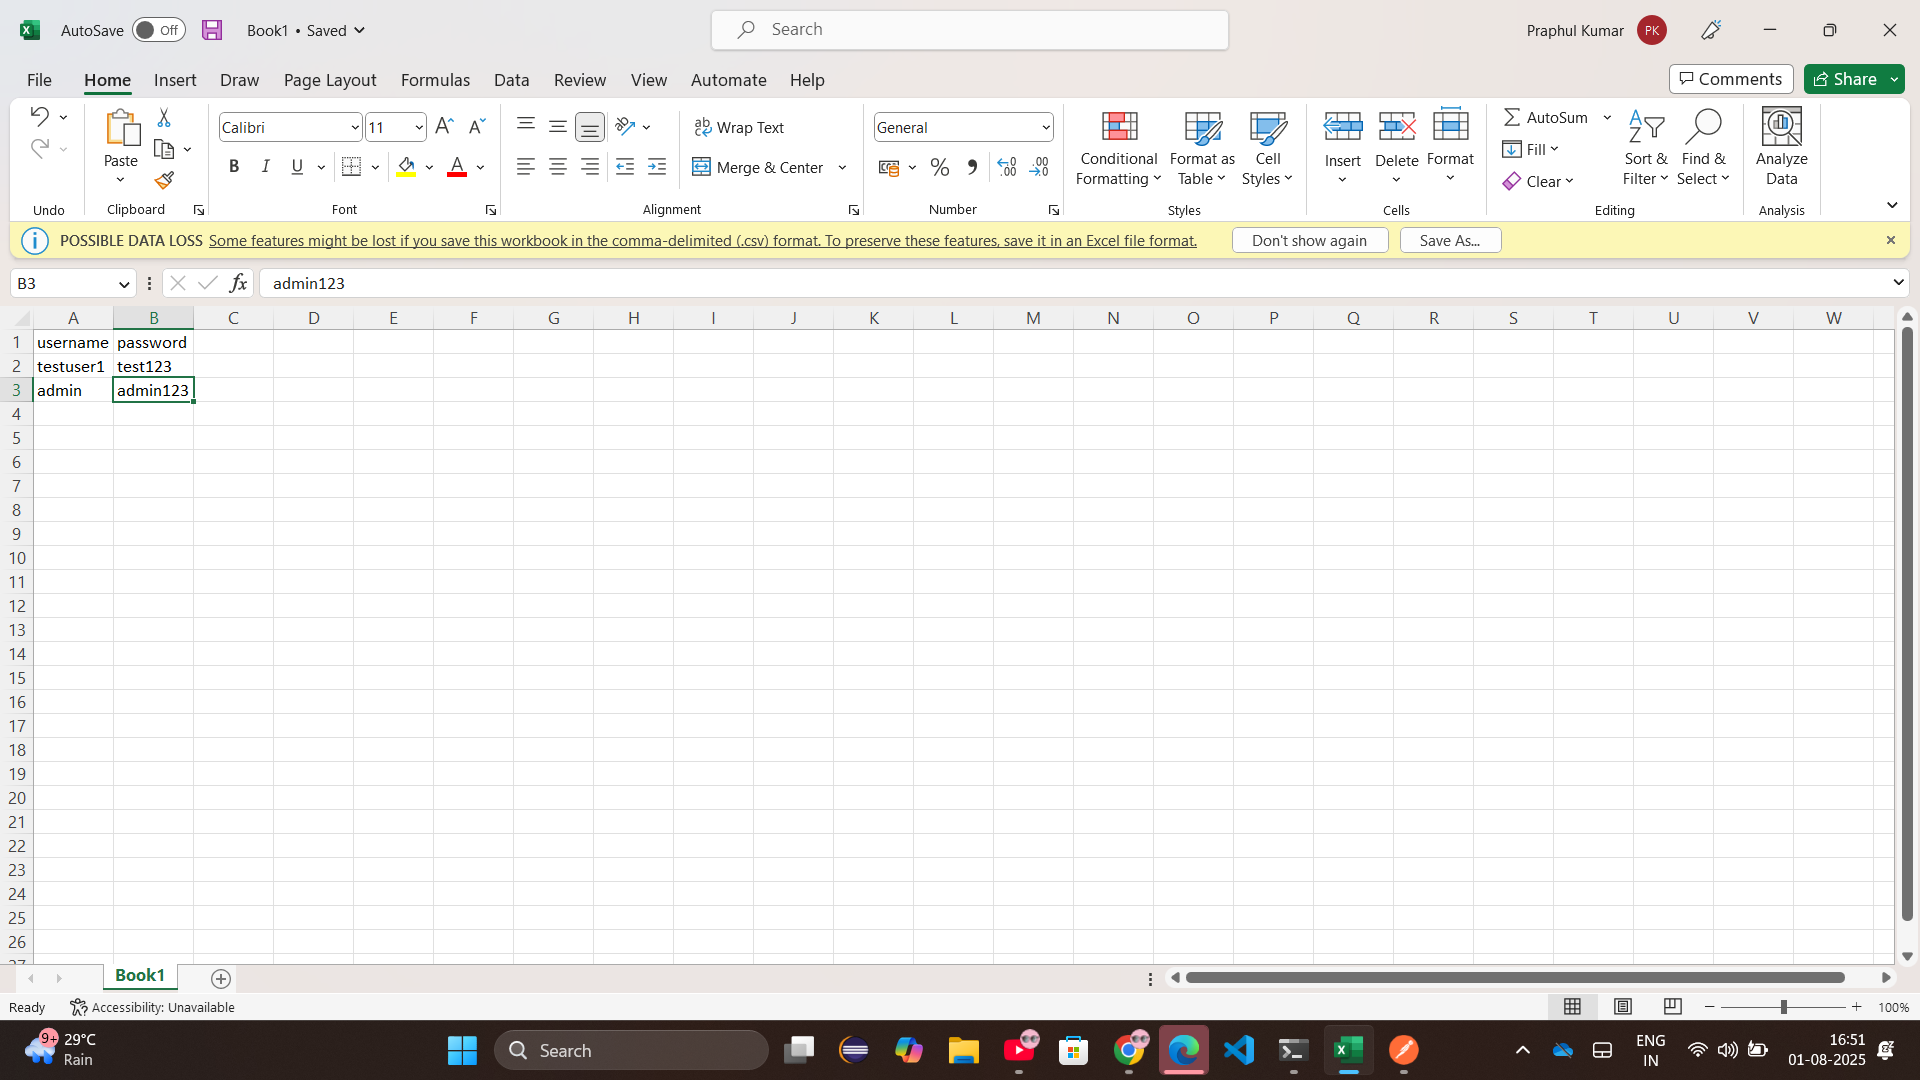 AutoSave Off Book1 • Saved Search Praphul Kumar PK
File Home Insert Draw Page Layout Formulas Data Review View Automate Help Comments Share
Calibri 11 Wrap Text General Conditional Formatting Format as Table Cell Styles Insert Delete Format AutoSum Fill Clear Sort & Filter Find & Select Analyze Data
Paste B I U A Merge & Center % 
Undo Clipboard Font Alignment Number Styles Cells Editing Analysis
POSSIBLE DATA LOSS Some features might be lost if you save this workbook in the comma-delimited (.csv) format. To preserve these features, save it in an Excel file format. Don't show again Save As...
B3 fx admin123
A B C D E F G H I J K L M N O P Q R S T U V W
1 username password
2 testuser1 test123
3 admin admin123
4
5
6
7
8
9
10
11
12
13
14
15
16
17
18
19
20
21
22
23
24
25
26
Book1
Ready Accessibility: Unavailable 100%
9+ 29°C Search ENG 16:51
Rain IN 01-08-2025